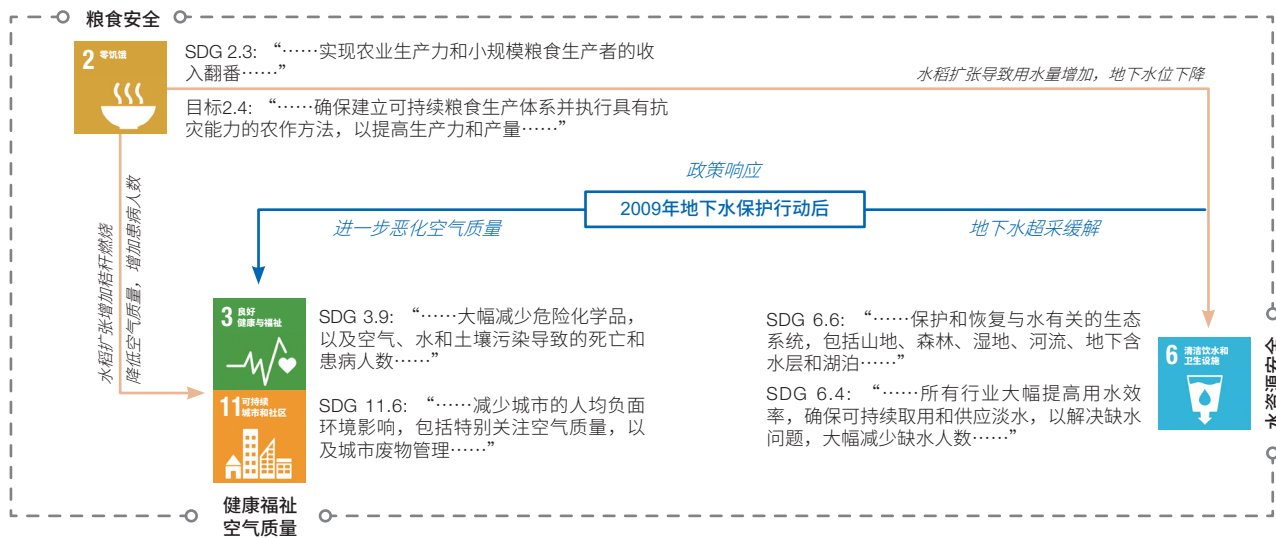 粮食安全
2 零饥饿
SDG 2.3: “……实现农业生产力和小规模粮食生产者的收
入翻番……”
目标2.4: “……确保建立可持续粮食生产体系并执行具有抗
灾能力的农作方法，以提高生产力和产量……”
水稻扩张导致用水量增加，地下水位下降
政策响应
2009年地下水保护行动后
进一步恶化空气质量
地下水超采缓解
水稻扩张增加秸秆燃烧
降低空气质量，增加患病人数
3 良好
健康与福祉
SDG 3.9: “……大幅减少危险化学品，
以及空气、水和土壤污染导致的死亡和
患病人数……”
11 可持续
城市和社区
SDG 11.6: “……减少城市的人均负面
环境影响，包括特别关注空气质量，以
及城市废物管理……”
SDG 6.6: “……保护和恢复与水有关的生态
系统，包括山地、森林、湿地、河流、地下含
水层和湖泊……”
SDG 6.4: “……所有行业大幅提高用水效
率，确保可持续取用和供应淡水，以解决缺水
问题，大幅减少缺水人数……”
6 清洁饮水和
卫生设施
水资源安全
健康福祉
空气质量